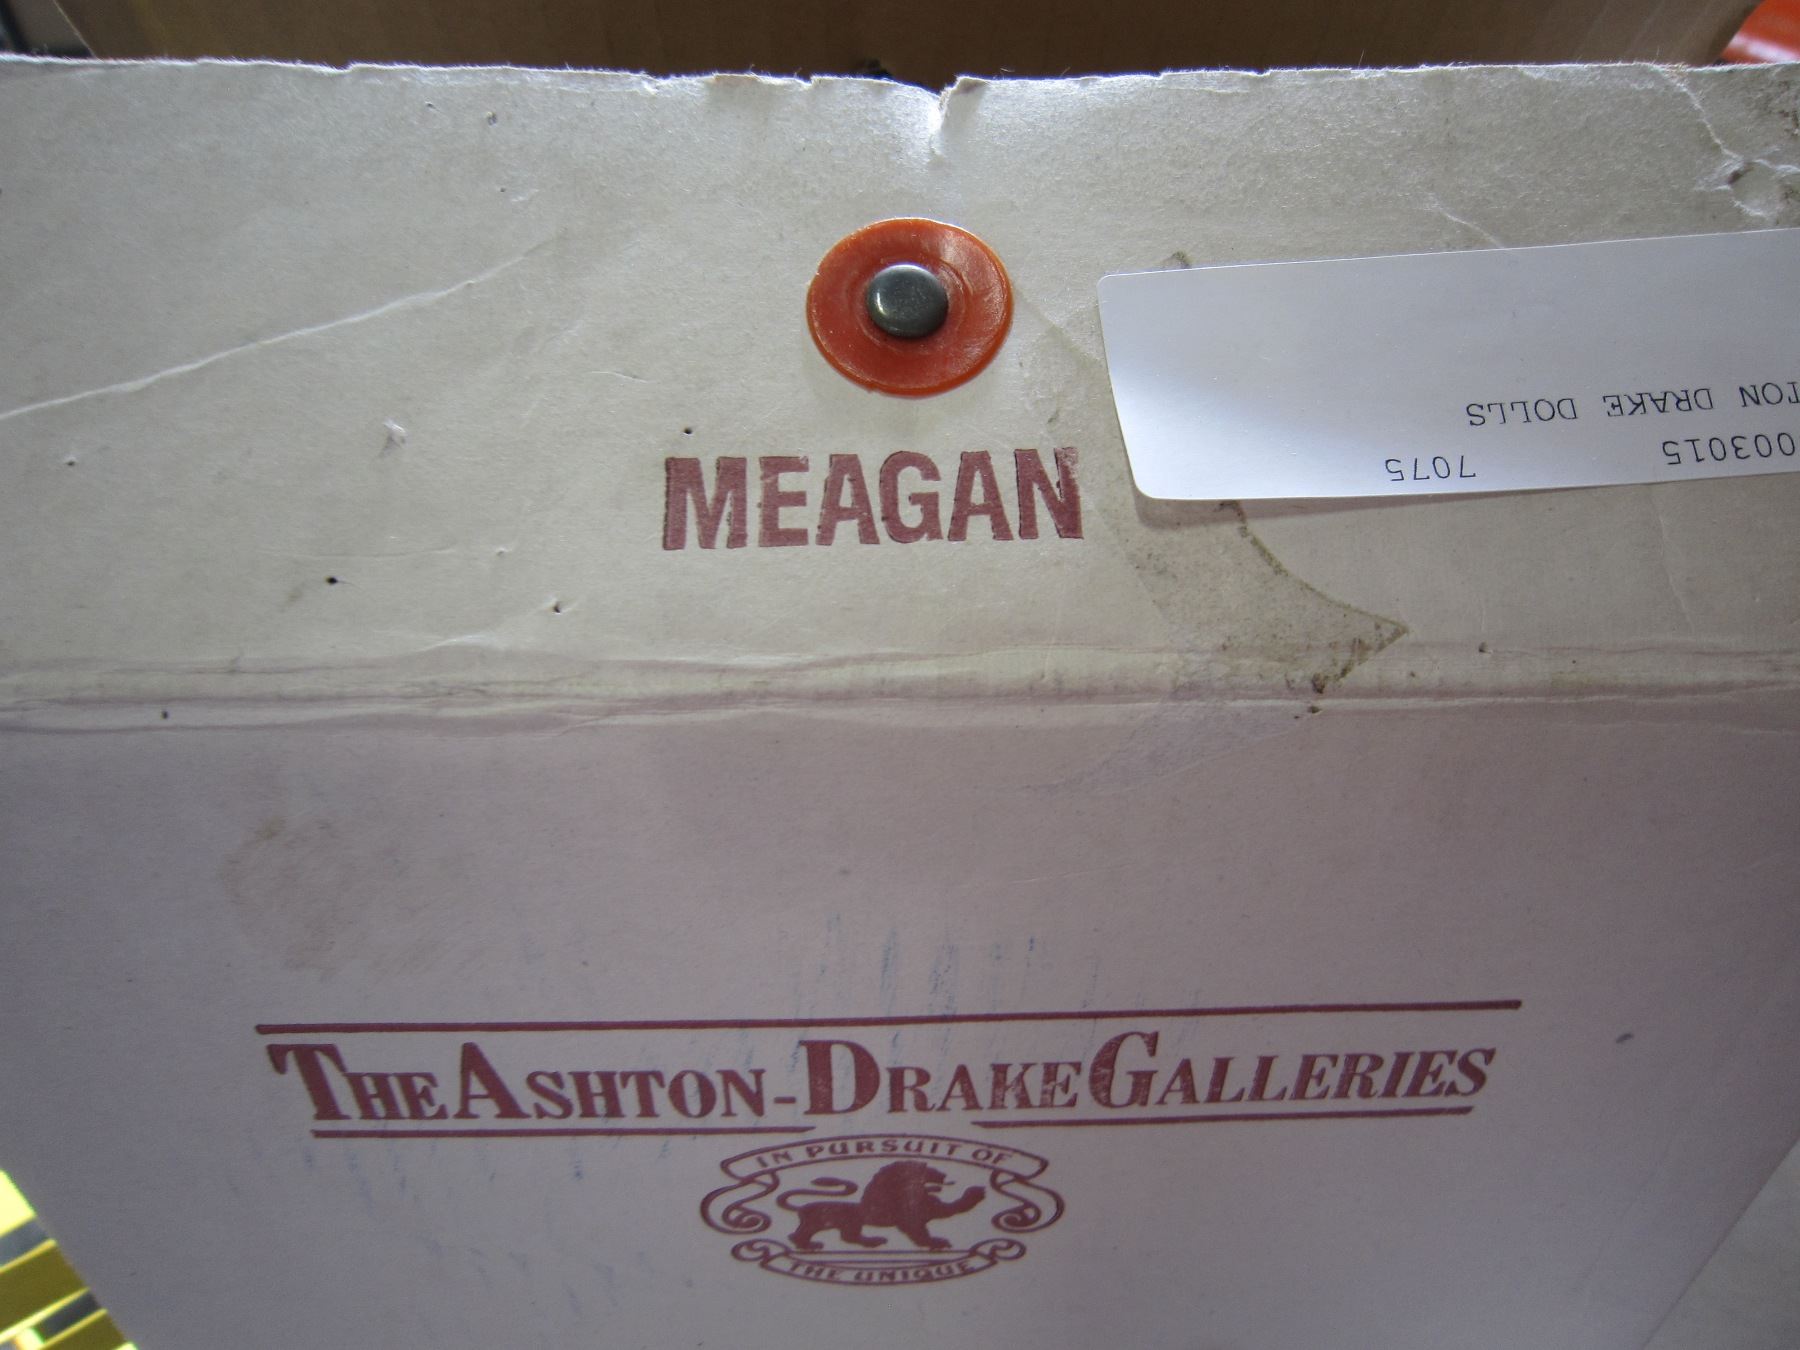 MEAGAN
7075
003015
TON DRAKE DOLLS
THE ASHTON-DRAKE GALLERIES
IN PURSUIT OF
THE UNIQUE